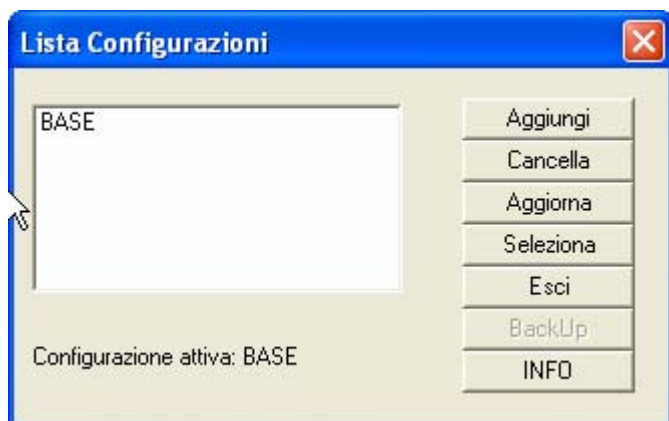 Lista Configurazioni
BASE
Aggiungi
Cancella
Aggiorna
Seleziona
Esci
BackUp
INFO
Configurazione attiva: BASE